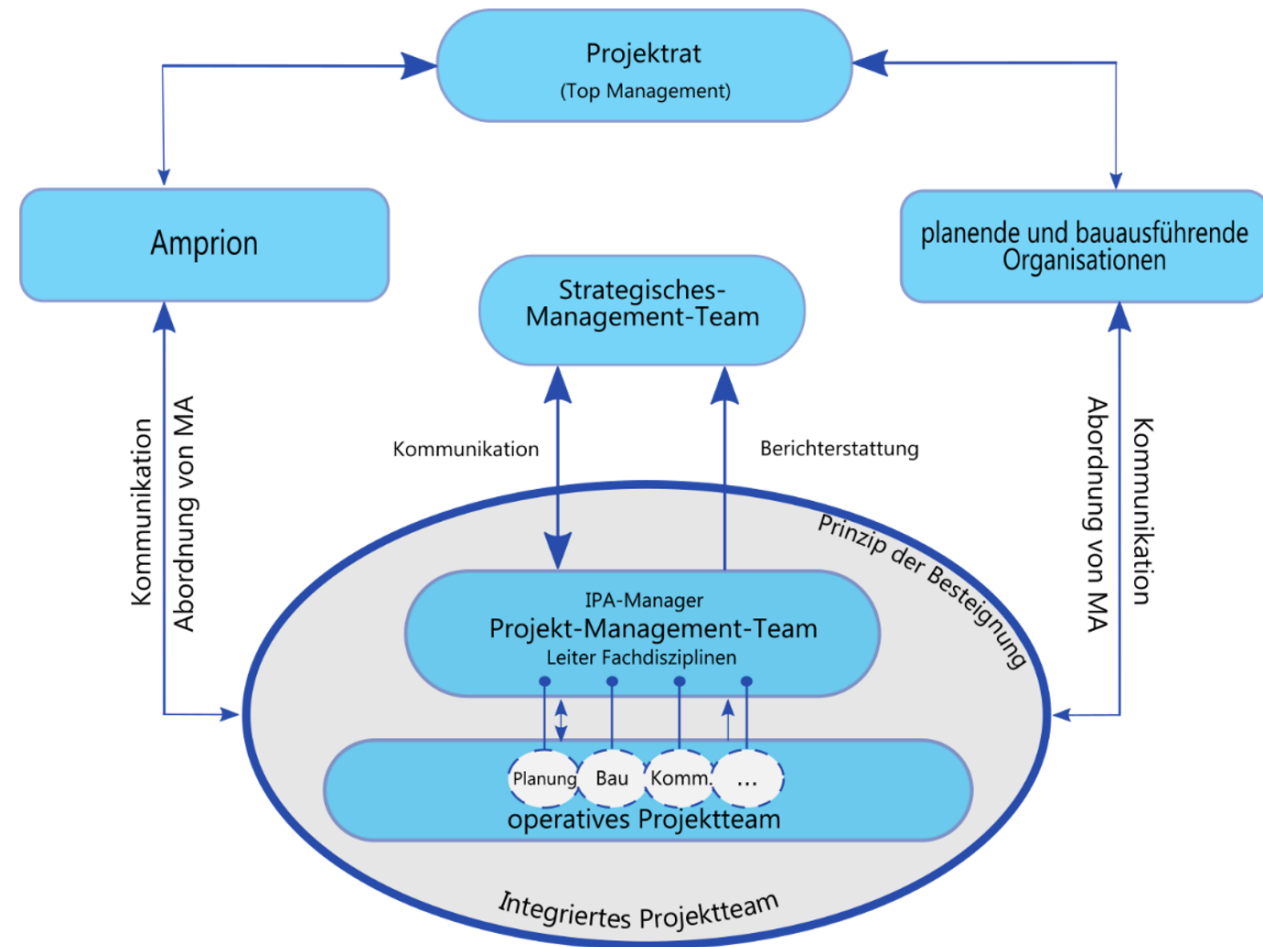 Projektrat
(Top Management)
Amprion
planende und bauausführende
Organisationen
Strategisches-
Management-Team
Kommunikation
Abordnung von MA
Kommunikation
Berichterstattung
Kommunikation
Abordnung von MA
Prinzip der Besteignung
IPA-Manager
Projekt-Management-Team
Leiter Fachdisziplinen
Planung
Bau
Komm.
...
operatives Projektteam
Integriertes Projektteam